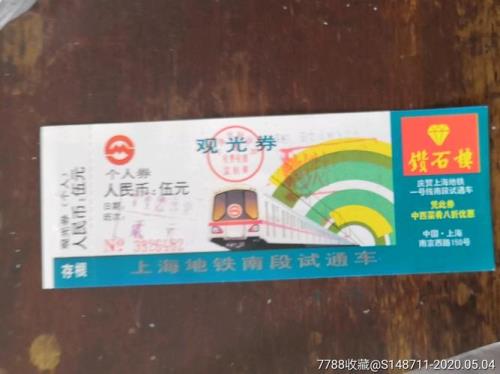 观光券
个人券
人民币：伍元
日期：
No
存根
人民币：伍元
上海地铁南段试通车
鑽石樓
庆贺上海地铁
一号线南段试通车
凭此券
中西菜肴八折优惠
中国·上海
南京西路150号
7788收藏@S148711-2020.05.04